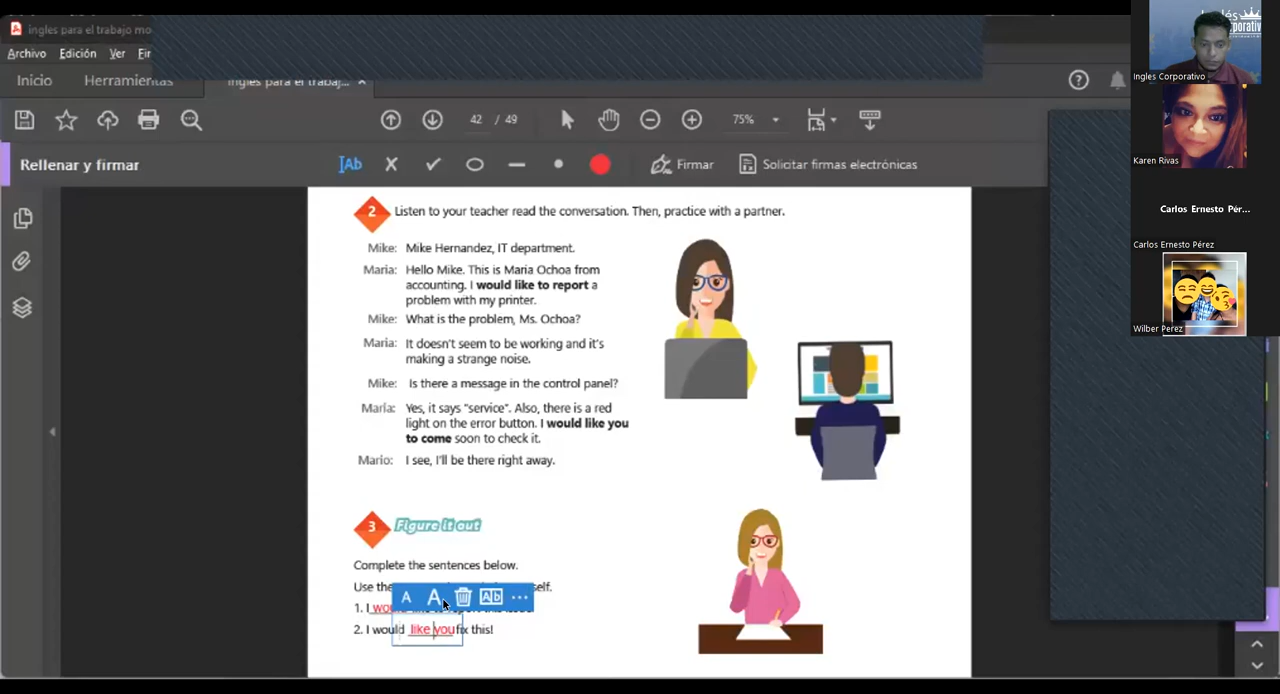 ingles para el trabajo mo
Archivo Edición Ver Fir
Inicio Herramientas ingles para el trabaj...
42 / 49 75%
Rellenar y firmar
Ab Firmar Solicitar firmas electrónicas
2 Listen to your teacher read the conversation. Then, practice with a partner.
Mike: Mike Hernandez, IT department.
Maria: Hello Mike. This is Maria Ochoa from
accounting. I would like to report a
problem with my printer.
Mike: What is the problem, Ms. Ochoa?
Maria: It doesn't seem to be working and it's
making a strange noise.
Mike: Is there a message in the control panel?
Maria: Yes, it says "service". Also, there is a red
light on the error button. I would like you
to come soon to check it.
Mario: I see, I'll be there right away.
3 Figure it out
Complete the sentences below.
Use the
A A Ab ...
1. I
2. I would like you fix this!
Ingles Corporativo
Karen Rivas
Carlos Ernesto Pér...
Carlos Ernesto Pérez
Wilber Perez